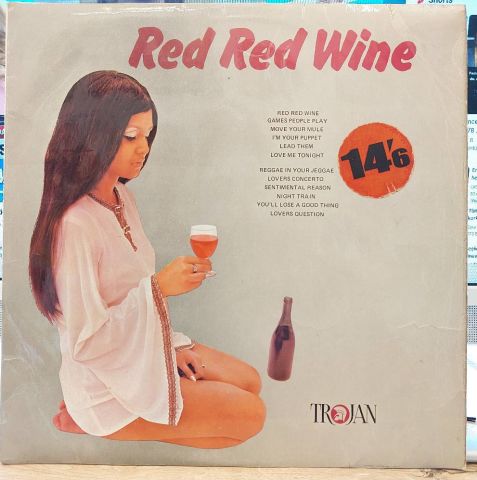 Red Red Wine
RED RED WINE
GAMES PEOPLE PLAY
MOVE YOUR MULE
I'M YOUR PUPPET
LEAD THEM
LOVE ME TONIGHT
REGGAE IN YOUR JEGGAE
LOVERS CONCERTO
SENTIMENTAL REASON
NIGHT TRAIN
YOU'LL LOSE A GOOD THING
LOVERS QUESTION
14/6
TROJAN